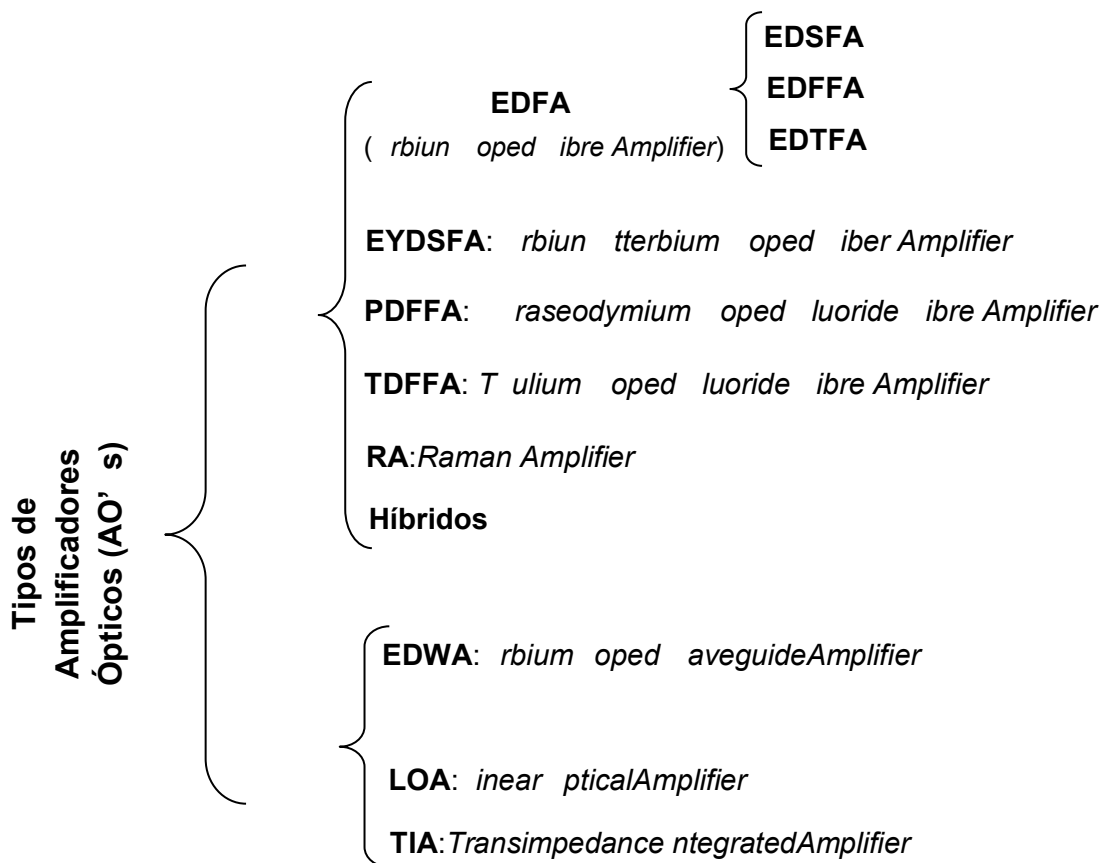 Tipos de
Amplificadores
Ópticos (AO’ s)
EDFA
( rbiun oped ibre Amplifier)
EDSFA
EDFFA
EDTFA
EYDSFA: rbiun tterbium oped iber Amplifier
PDFFA: raseodymium oped luoride ibre Amplifier
TDFFA: T ulium oped luoride ibre Amplifier
RA:Raman Amplifier
Híbridos
EDWA: rbium oped aveguideAmplifier
LOA: inear pticalAmplifier
TIA:Transimpedance ntegratedAmplifier